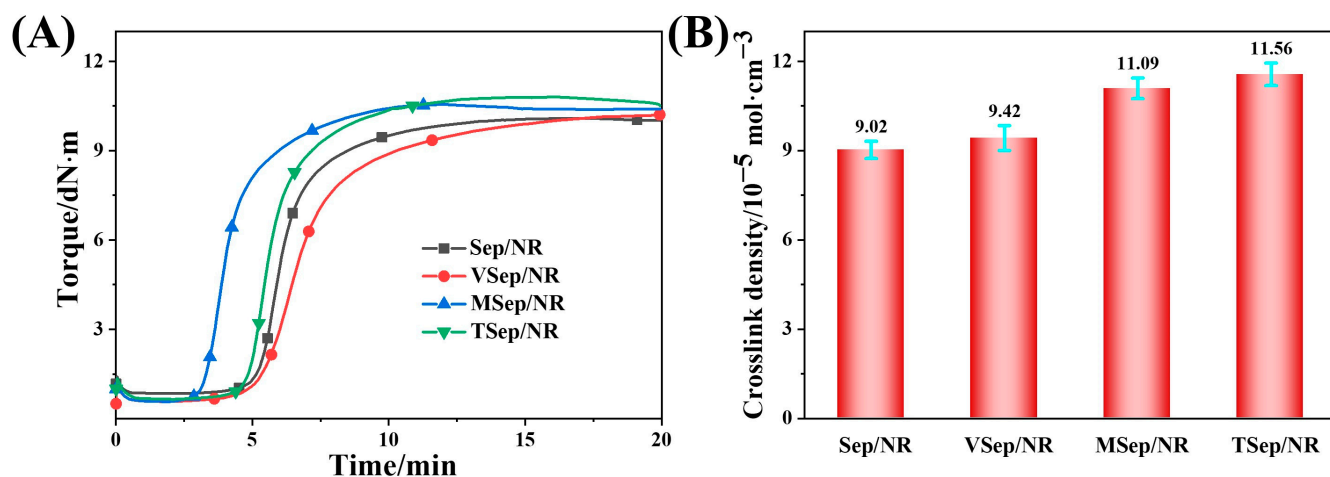 (A)
Torque/dN·m
12
9
6
3
0
0
5
10
15
20
Time/min
Sep/NR
VSep/NR
MSep/NR
TSep/NR
(B)
Crosslink density/10⁻⁵ mol·cm⁻³
12
9
6
3
0
9.02
9.42
11.09
11.56
Sep/NR
VSep/NR
MSep/NR
TSep/NR